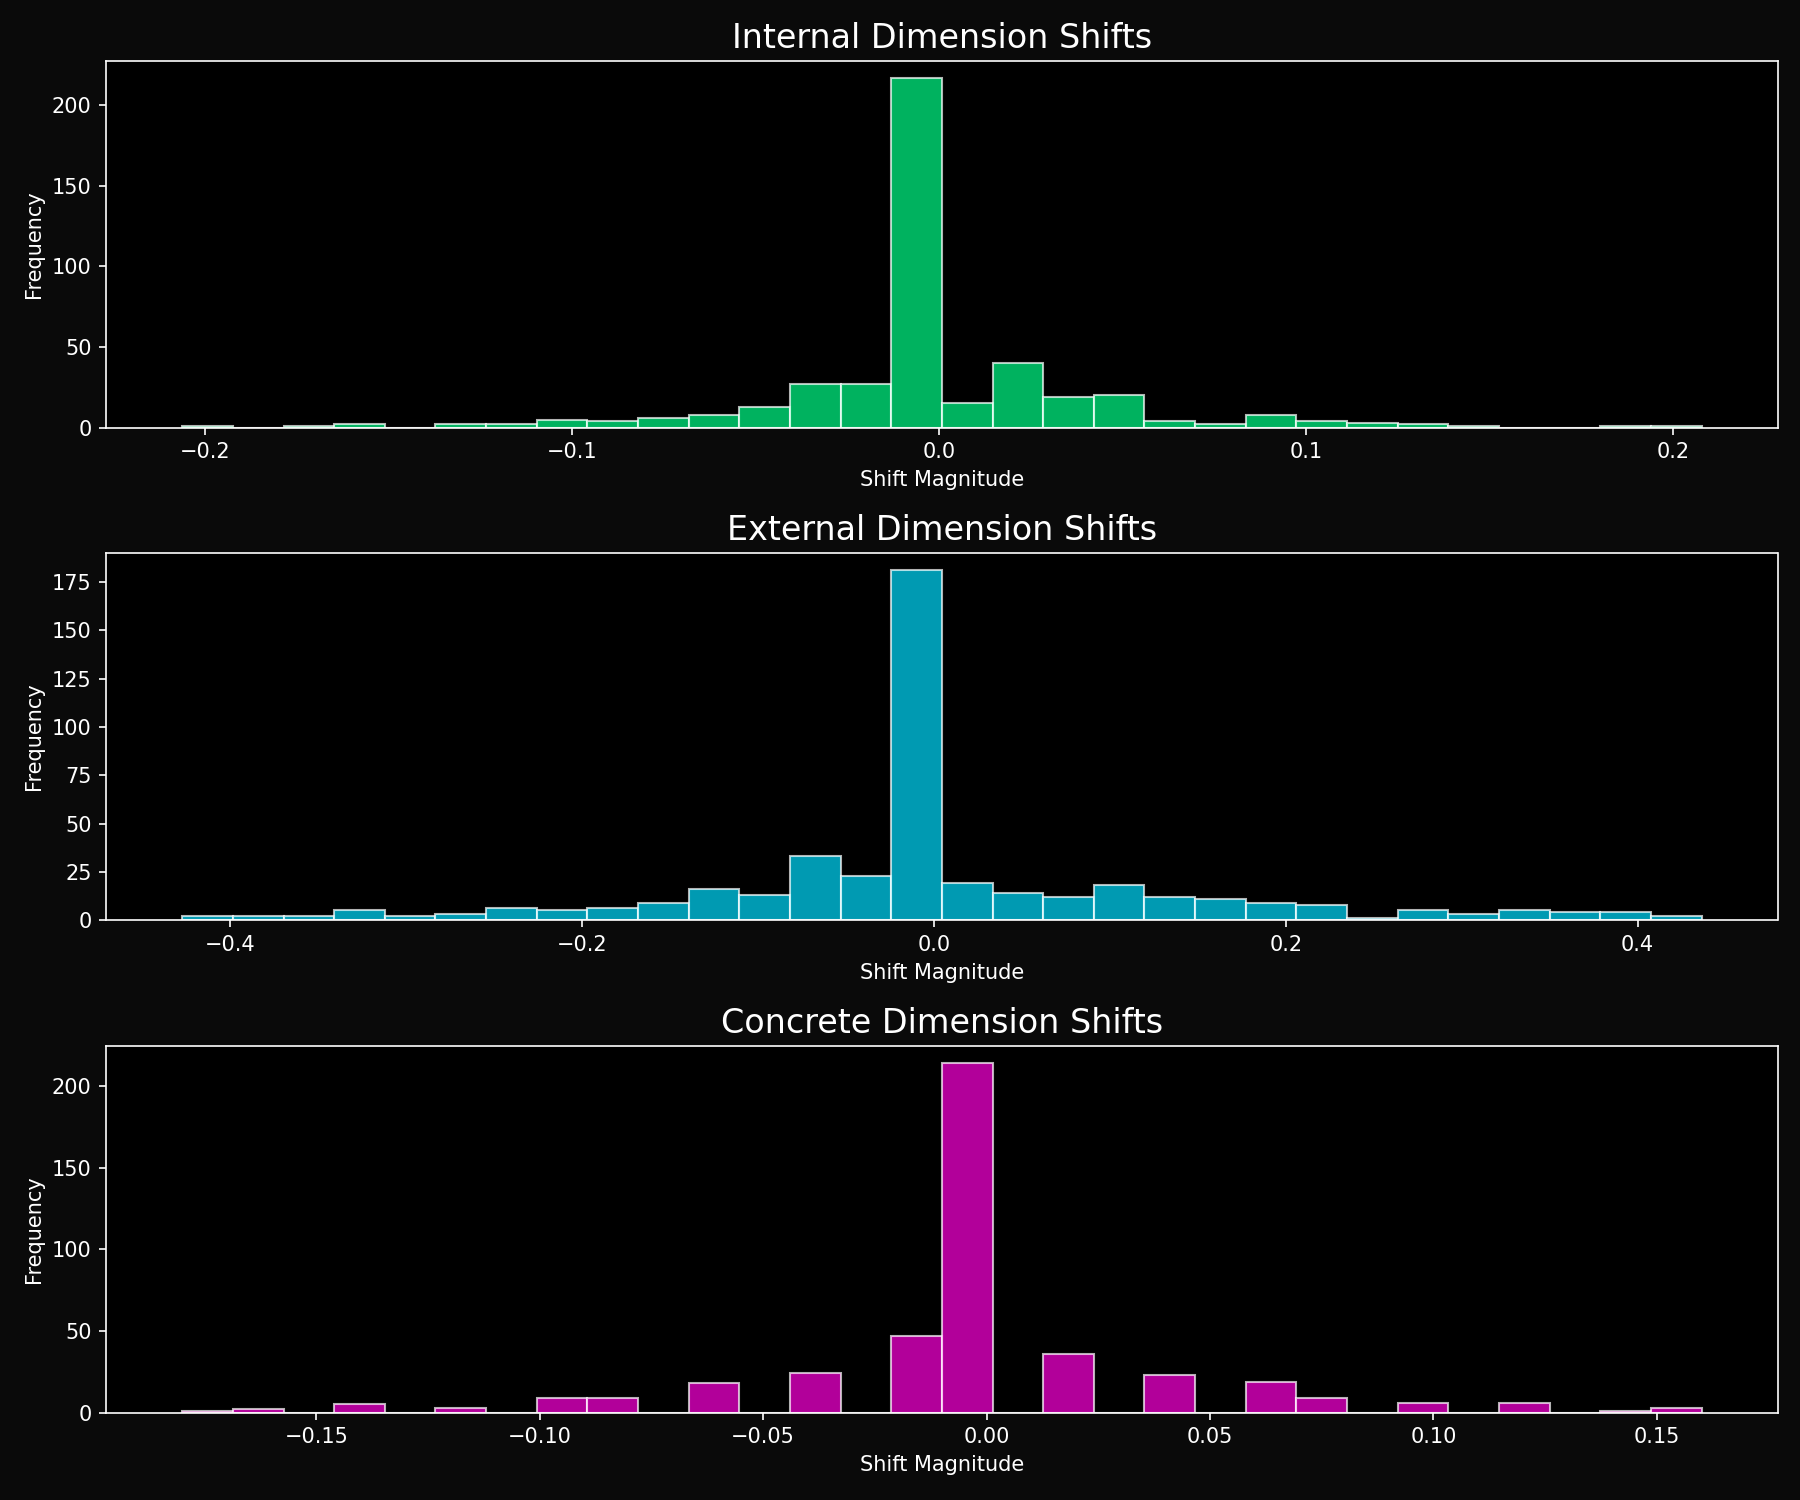 Internal Dimension Shifts
200
150
100
50
0
Frequency
−0.2 −0.1 0.0 0.1 0.2
Shift Magnitude
External Dimension Shifts
175
150
125
100
75
50
25
0
Frequency
−0.4 −0.2 0.0 0.2 0.4
Shift Magnitude
Concrete Dimension Shifts
200
150
100
50
0
Frequency
−0.15 −0.10 −0.05 0.00 0.05 0.10 0.15
Shift Magnitude